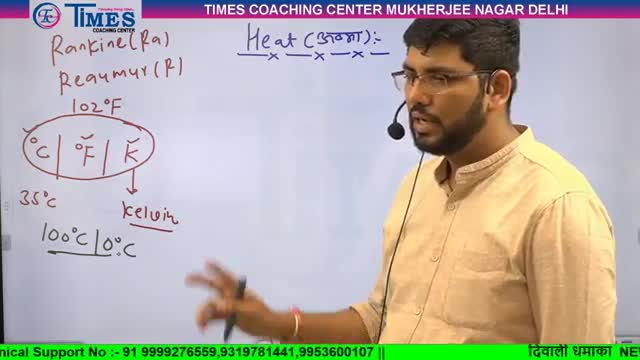 TIMES COACHING CENTER MUKHERJEE NAGAR DELHI
TIMES
COACHING CENTER
Rankine (Ra)
Reaumur (R)
102°F
°C | °F | K
35°C
Kelvin
100°C | 0°C
Heat (ऊष्मा) :-
nical Support No :- 91 9999276559,9319781441,9953600107 || दिवाली धमाका NE